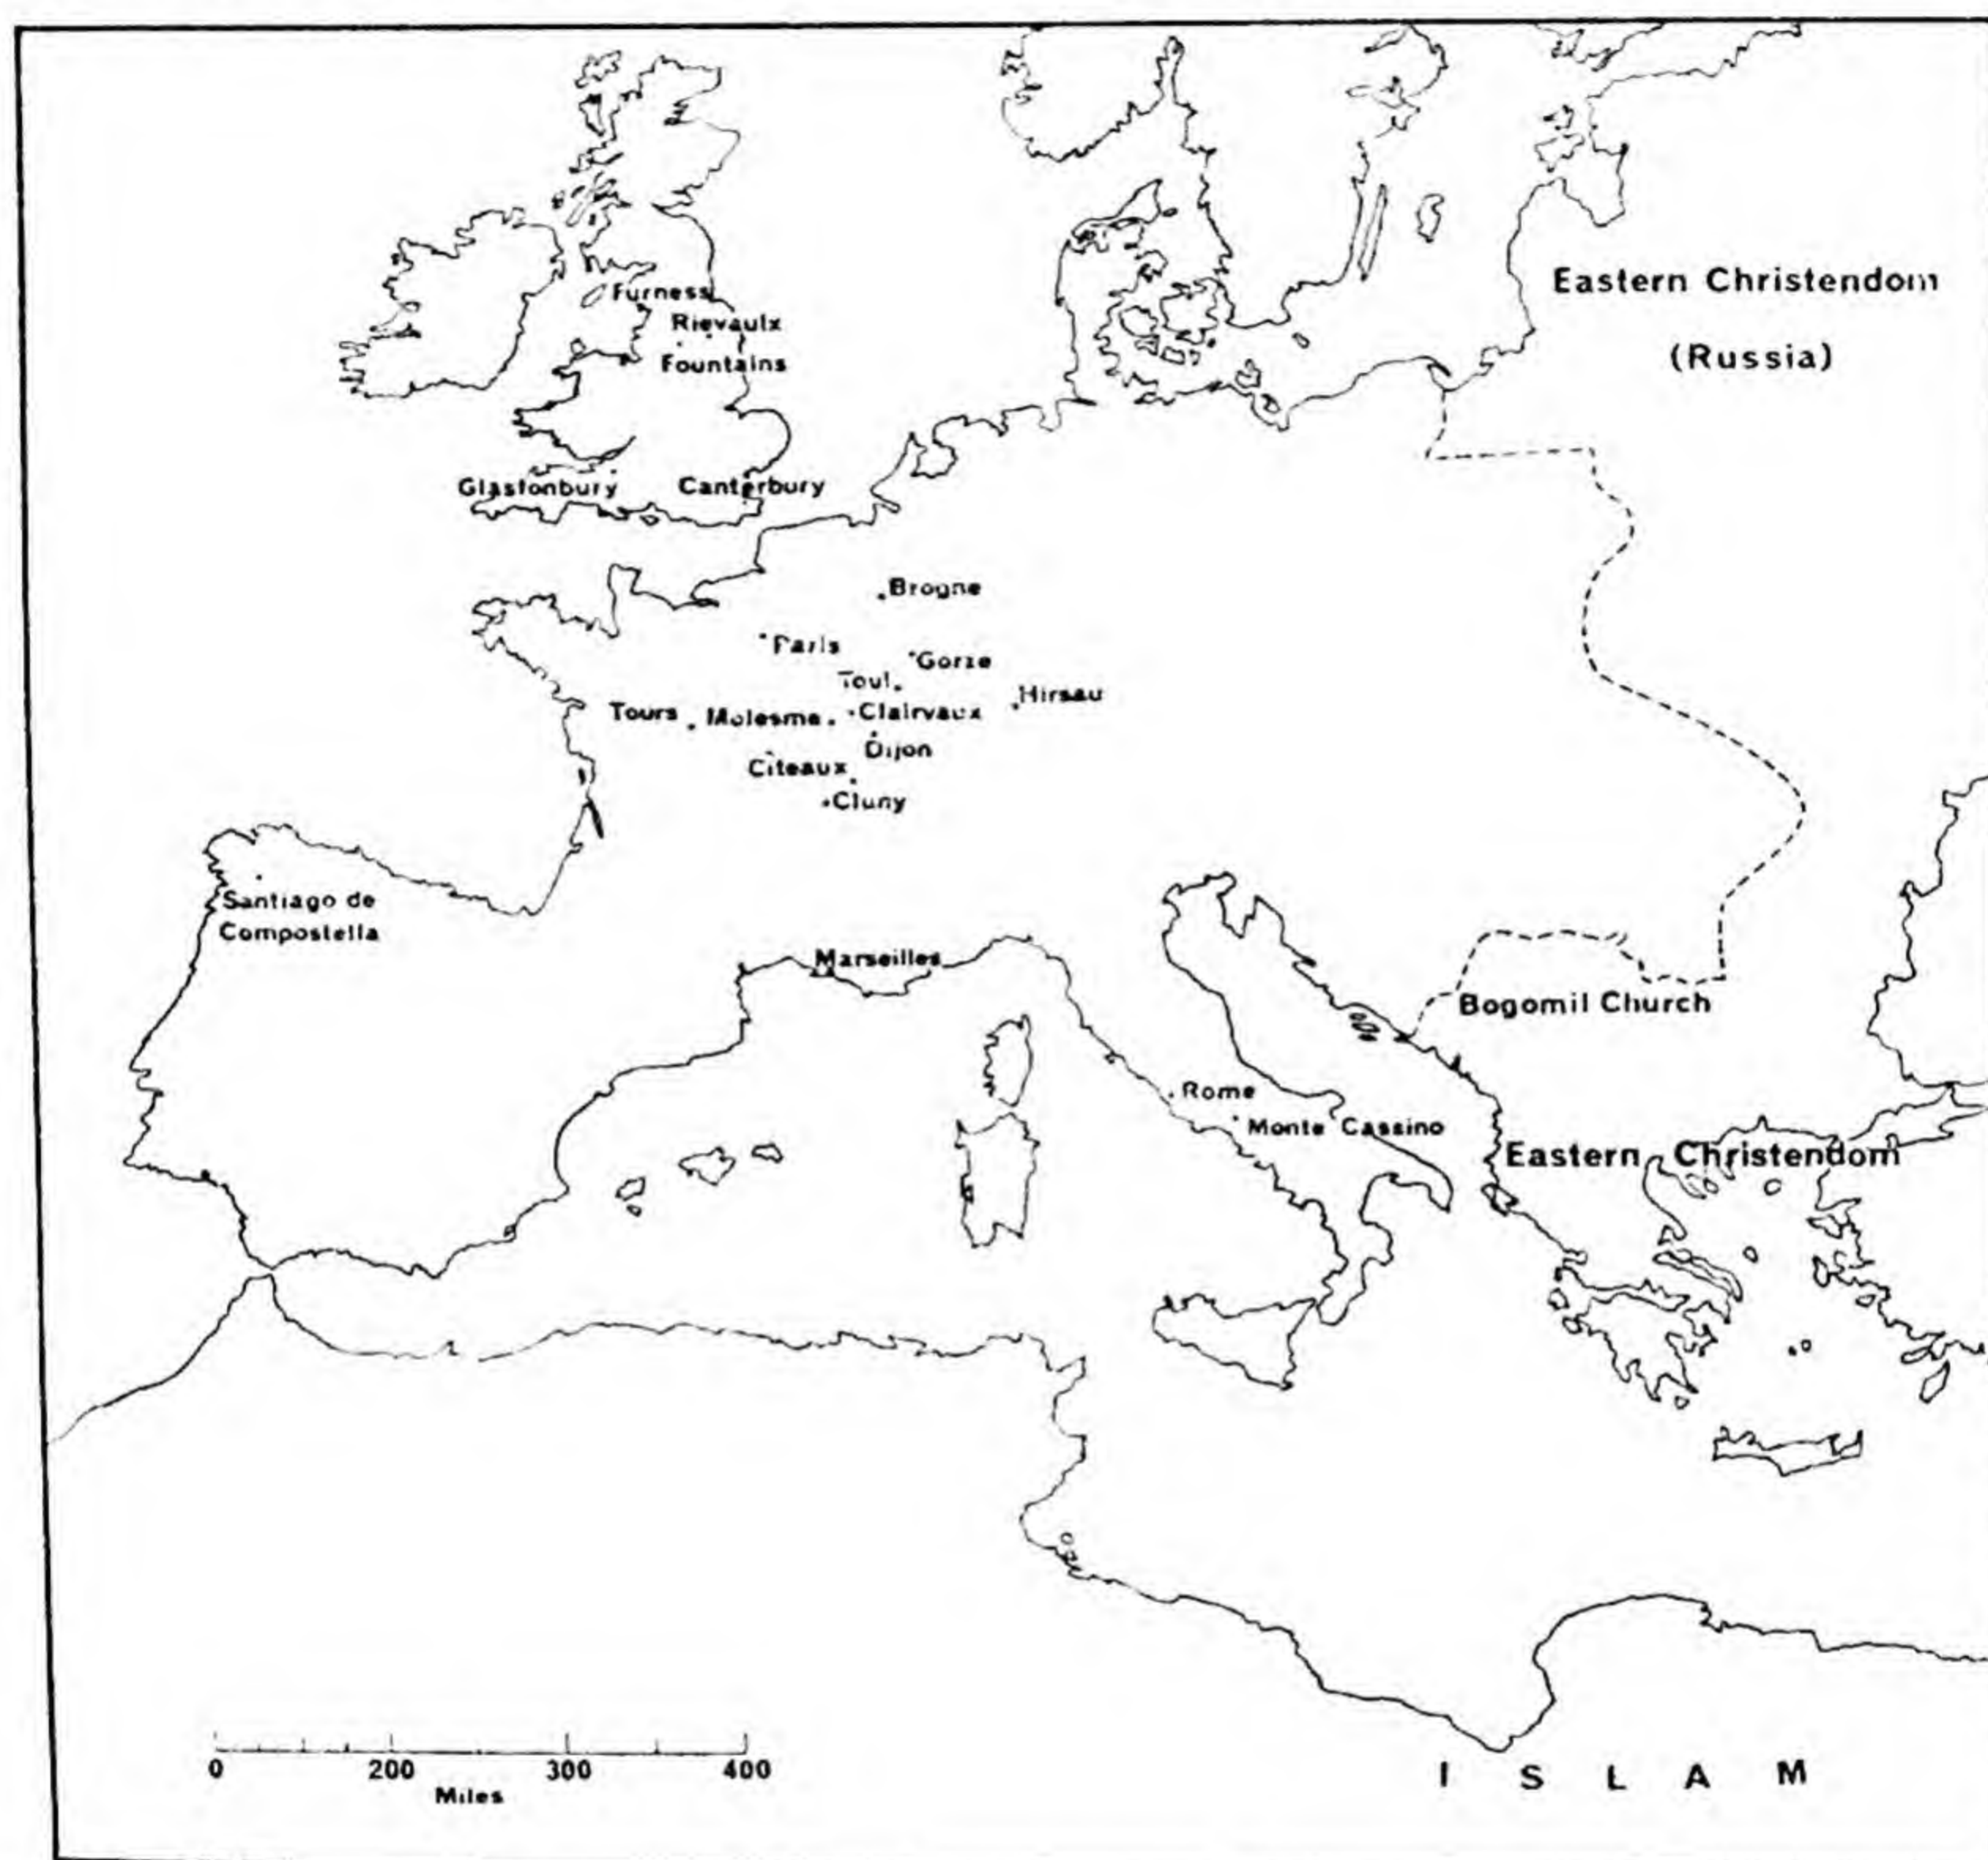 Eastern Christendom
(Russia)
Furness
Rievaulx
Fountains
Glastonbury
Canterbury
Brogne
Paris
Gorze
Toul
Hirsau
Tours
Molesme
Clairvaux
Dijon
Citeaux
Cluny
Santiago de
Compostella
Marseilles
Bogomil Church
Rome
Monte Cassino
Eastern Christendom
0 200 300 400
Miles
I S L A M